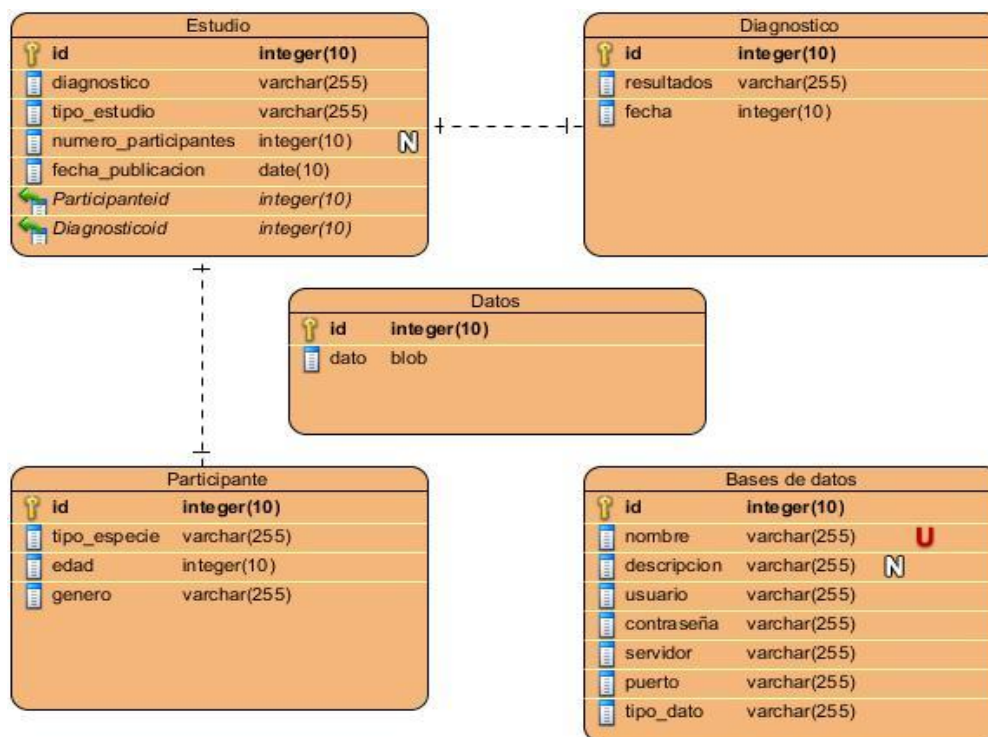 Estudio
id integer(10)
diagnostico varchar(255)
tipo_estudio varchar(255)
numero_participantes integer(10) N
fecha_publicacion date(10)
Participanteid integer(10)
Diagnosticoid integer(10)
Diagnostico
id integer(10)
resultados varchar(255)
fecha integer(10)
Datos
id integer(10)
dato blob
Participante
id integer(10)
tipo_especie varchar(255)
edad integer(10)
genero varchar(255)
Bases de datos
id integer(10)
nombre varchar(255) U
descripcion varchar(255) N
usuario varchar(255)
contraseña varchar(255)
servidor varchar(255)
puerto varchar(255)
tipo_dato varchar(255)